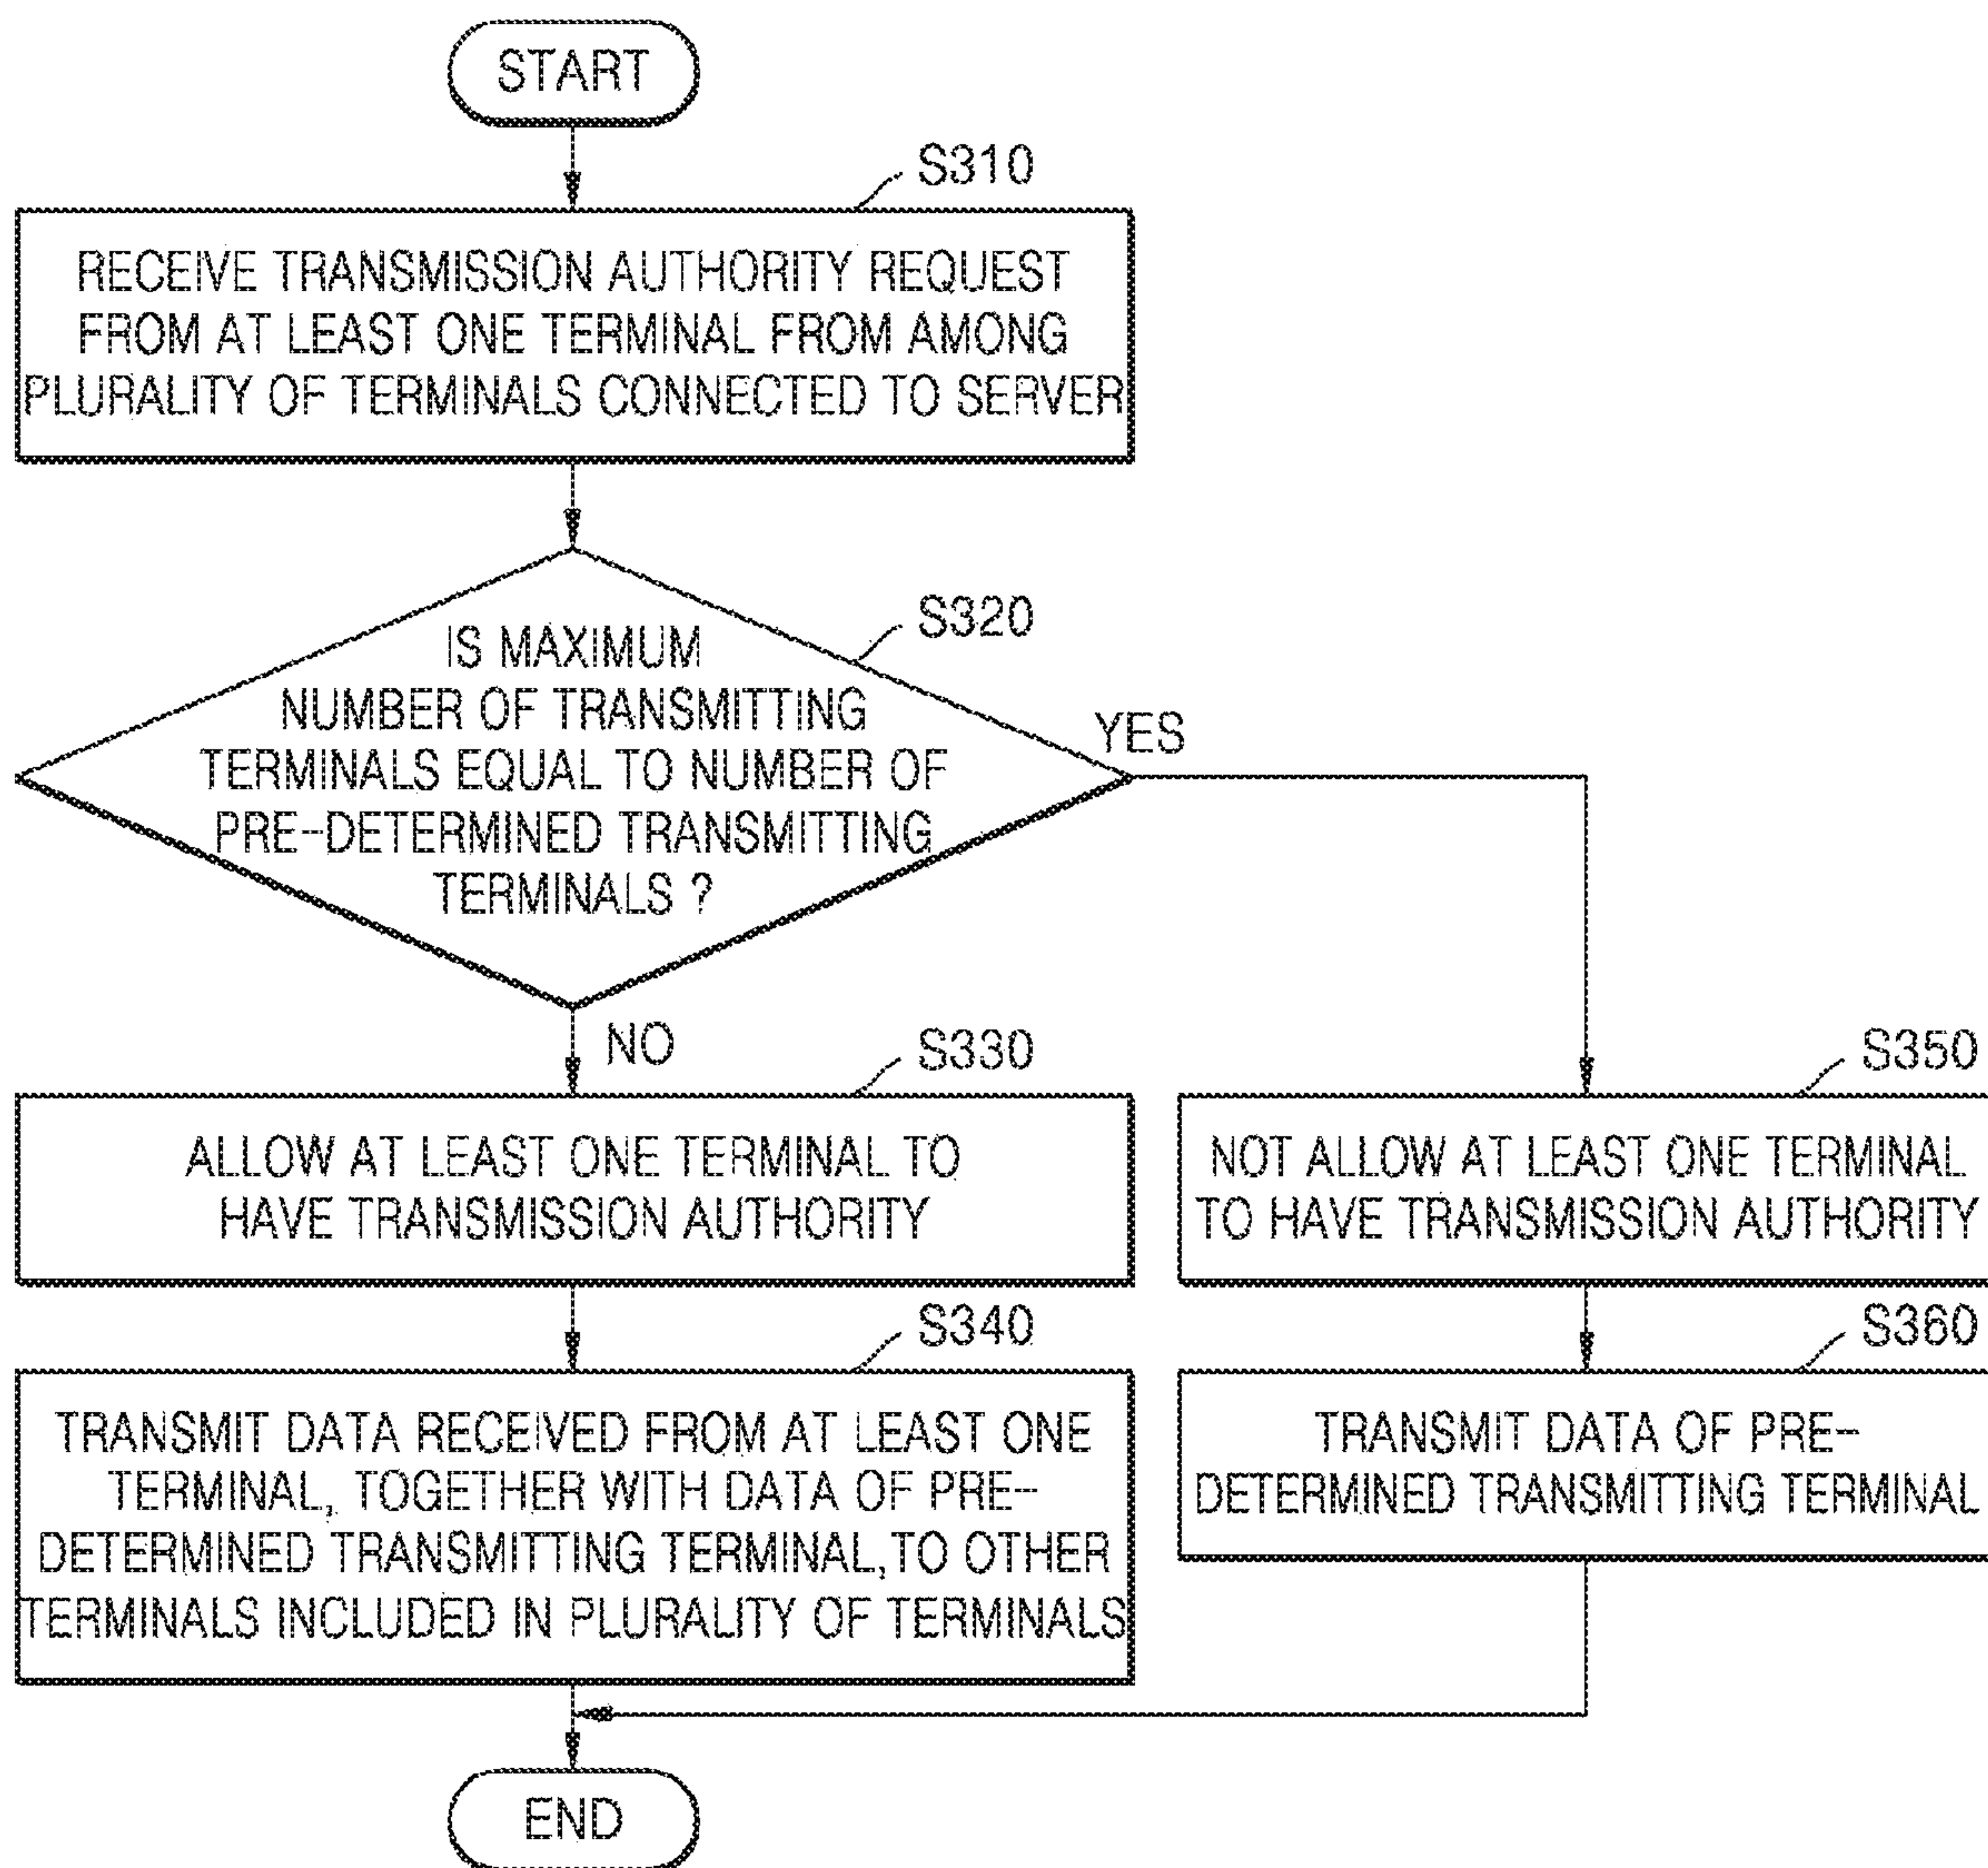 START
S310
RECEIVE TRANSMISSION AUTHORITY REQUEST
FROM AT LEAST ONE TERMINAL FROM AMONG
PLURALITY OF TERMINALS CONNECTED TO SERVER
S320
IS MAXIMUM
NUMBER OF TRANSMITTING
TERMINALS EQUAL TO NUMBER OF
PRE-DETERMINED TRANSMITTING
TERMINALS ?
YES
NO
S330
ALLOW AT LEAST ONE TERMINAL TO
HAVE TRANSMISSION AUTHORITY
S350
NOT ALLOW AT LEAST ONE TERMINAL
TO HAVE TRANSMISSION AUTHORITY
S340
TRANSMIT DATA RECEIVED FROM AT LEAST ONE
TERMINAL, TOGETHER WITH DATA OF PRE-
DETERMINED TRANSMITTING TERMINAL, TO OTHER
TERMINALS INCLUDED IN PLURALITY OF TERMINALS
S360
TRANSMIT DATA OF PRE-
DETERMINED TRANSMITTING TERMINAL
END